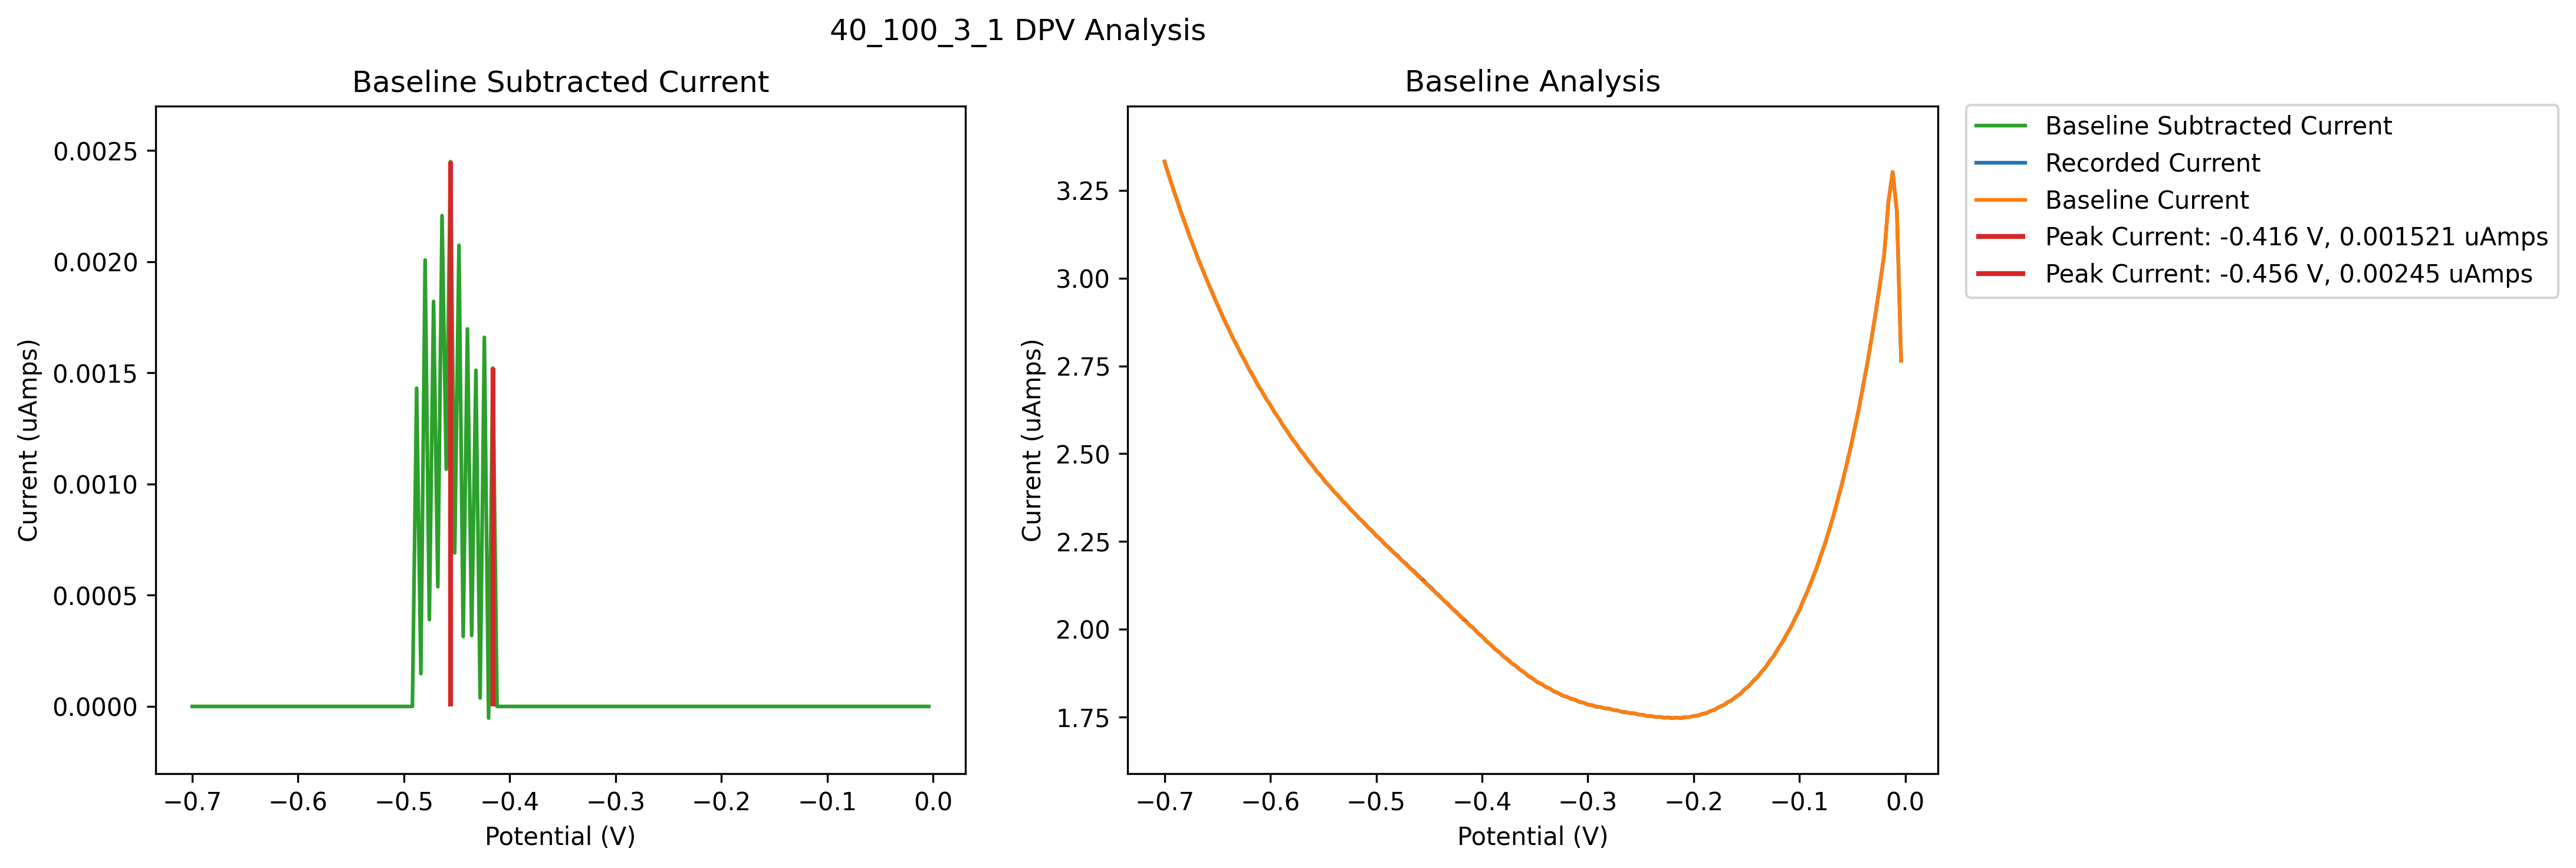 40_100_3_1 DPV Analysis
Baseline Subtracted Current
0.0025
0.0020
0.0015
0.0010
0.0005
0.0000
Current (uAmps)
−0.7 −0.6 −0.5 −0.4 −0.3 −0.2 −0.1 0.0
Potential (V)
Baseline Analysis
3.25
3.00
2.75
2.50
2.25
2.00
1.75
Current (uAmps)
−0.7 −0.6 −0.5 −0.4 −0.3 −0.2 −0.1 0.0
Potential (V)
Baseline Subtracted Current
Recorded Current
Baseline Current
Peak Current: -0.416 V, 0.001521 uAmps
Peak Current: -0.456 V, 0.00245 uAmps